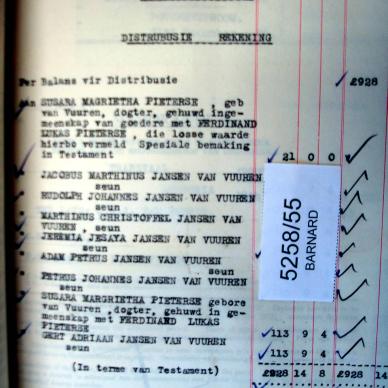 DISTRUBUSIE REKENING
Per Balans vir Distribusie £928
Aan SUSARA MAGRIETHA PIETERSE , geb
van Vuuren, dogter, gehuwd inge-
meenskap van goedere met FERDINAND
LUKAS PIETERSE , die losse waarde
hierbo vermeld Spesiale bemaking
in Testament 21 0 0
JACOBUS MARTHINUS JANSEN VAN VUUREN
seun
RUDOLPH JOHANNES JANSEN VAN VUUREN
seun
MARTHINUS CHRISTOFFEL JANSEN VAN
VUUREN , seun
JEREMIA JESAYA JANSEN VAN VUUREN
seun
ADAM PETRUS JANSEN VAN VUUREN
seun
PETRUS JOHANNES JANSEN VAN VUUREN
seun
SUSARA MARGRIETHA PIETERSE gebore
van Vuuren ,dogter, gehuwd in ge-
meenskap met FERDINAND LUKAS
PIETERSE 113 9 4
GERT ADRIAAN JANSEN VAN VUUREN
seun 113 9 4
(In terme van Testament) £928 14 8 £928 14
5258/55
BARNARD